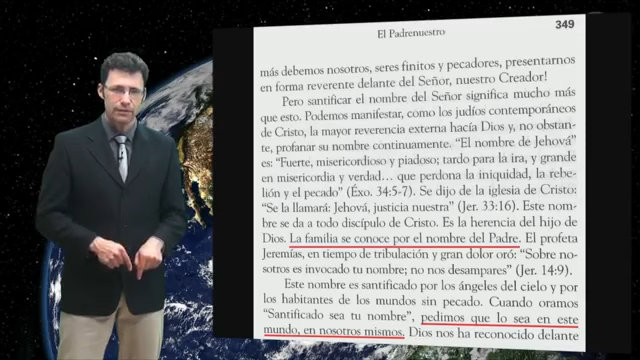 El Padrenuestro
349
más debemos nosotros, seres finitos y pecadores, presentarnos
en forma reverente delante del Señor, nuestro Creador!
Pero santificar el nombre del Señor significa mucho más
que esto. Podemos manifestar, como los judíos contemporáneos
de Cristo, la mayor reverencia externa hacía Dios y, no obstan-
te, profanar su nombre continuamente. “El nombre de Jehová”
es: “Fuerte, misericordioso y piadoso; tardo para la ira, y grande
en misericordia y verdad... que perdona la iniquidad, la rebe-
lión y el pecado” (Éxo. 34:5-7). Se dijo de la iglesia de Cristo:
“Se la llamará: Jehová, justicia nuestra” (Jer. 33:16). Este nom-
bre se da a todo discípulo de Cristo. Es la herencia del hijo de
Dios. La familia se conoce por el nombre del Padre. El profeta
Jeremías, en tiempo de tribulación y gran dolor oró: “Sobre no-
sotros es invocado tu nombre; no nos desampares” (Jer. 14:9).
Este nombre es santificado por los ángeles del cielo y por
los habitantes de los mundos sin pecado. Cuando oramos
“Santificado sea tu nombre”, pedimos que lo sea en este
mundo, en nosotros mismos. Dios nos ha reconocido delante